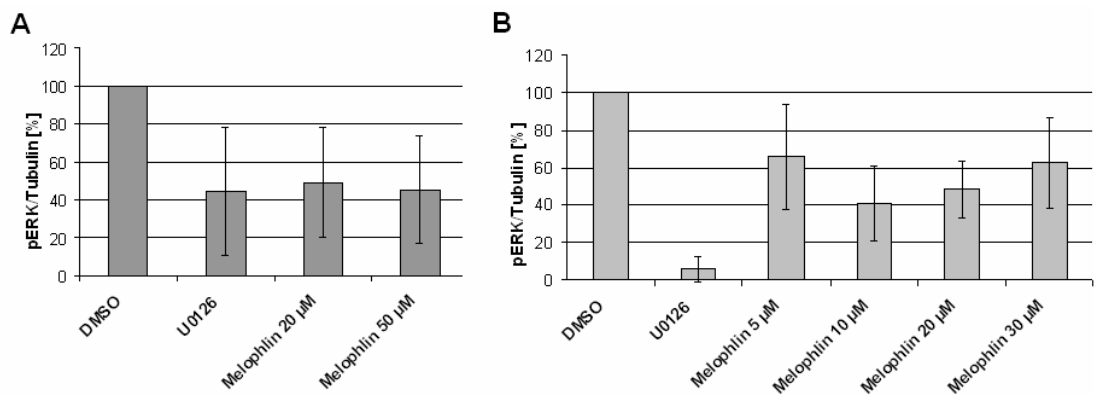 A
pERK/Tubulin [%]
120
100
80
60
40
20
0
DMSO
U0126
Melophlin 20 µM
Melophlin 50 µM
B
pERK/Tubulin [%]
120
100
80
60
40
20
0
DMSO
U0126
Melophlin 5 µM
Melophlin 10 µM
Melophlin 20 µM
Melophlin 30 µM